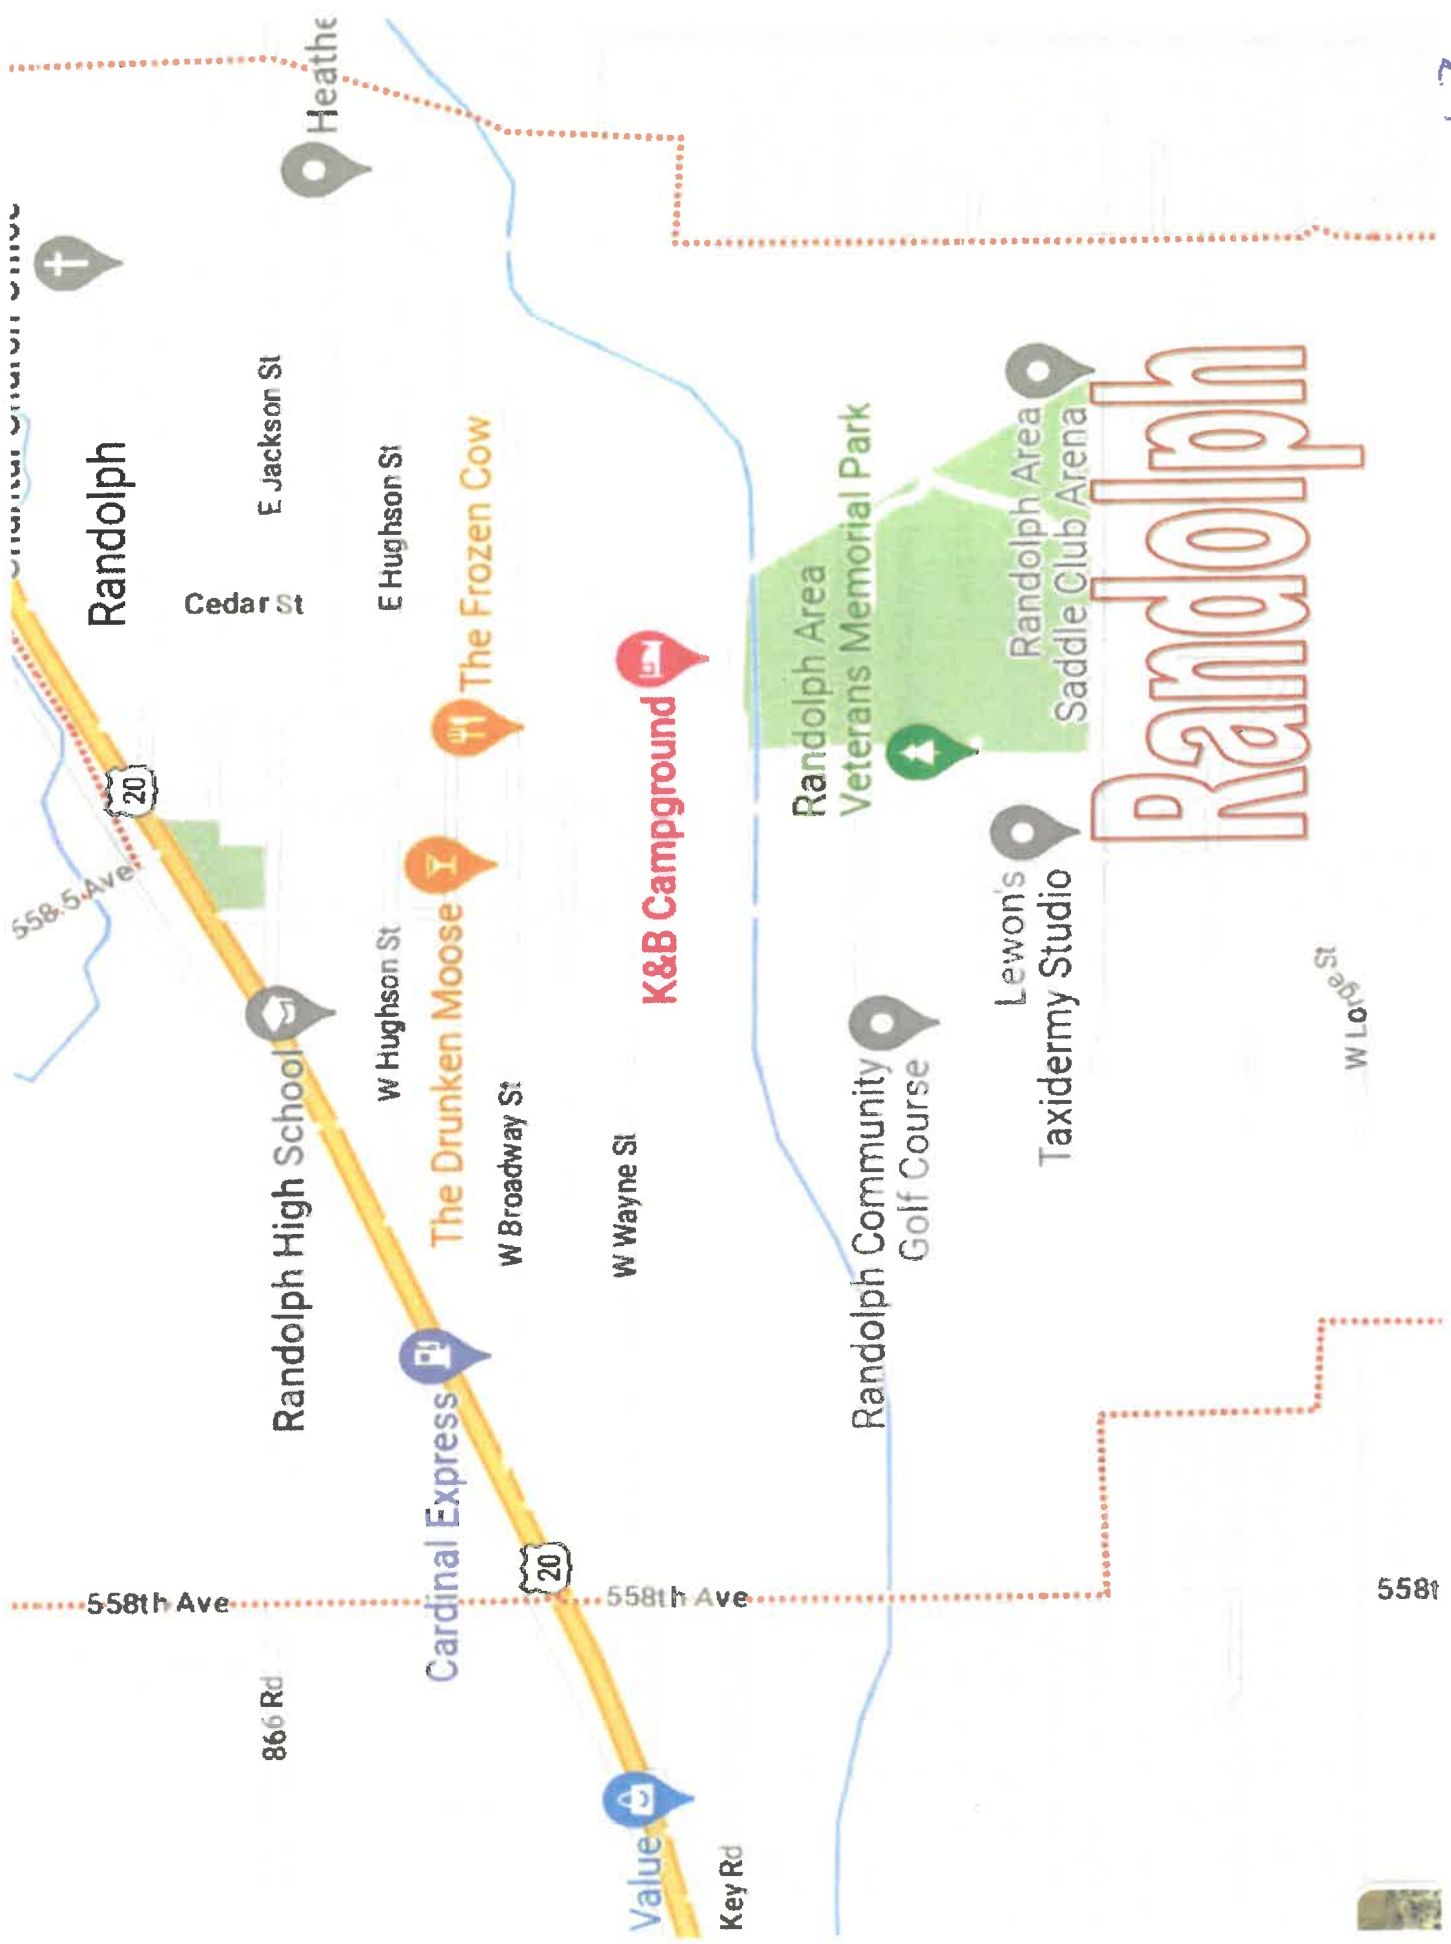 558.5 Ave
Randolph
20
558th Ave
Cedar St
866 Rd
E Jackson St
Randolph High School
Heathe
W Hughson St
E Hughson St
Cardinal Express
The Drunken Moose
The Frozen Cow
W Broadway St
20
W Wayne St
Value
K&B Campground
558th Ave
Key Rd
Randolph Area
Veterans Memorial Park
Randolph Community
Golf Course
Lewon's
Taxidermy Studio
Randolph Area
Saddle Club Arena
Randolph
W Lorge St
558t